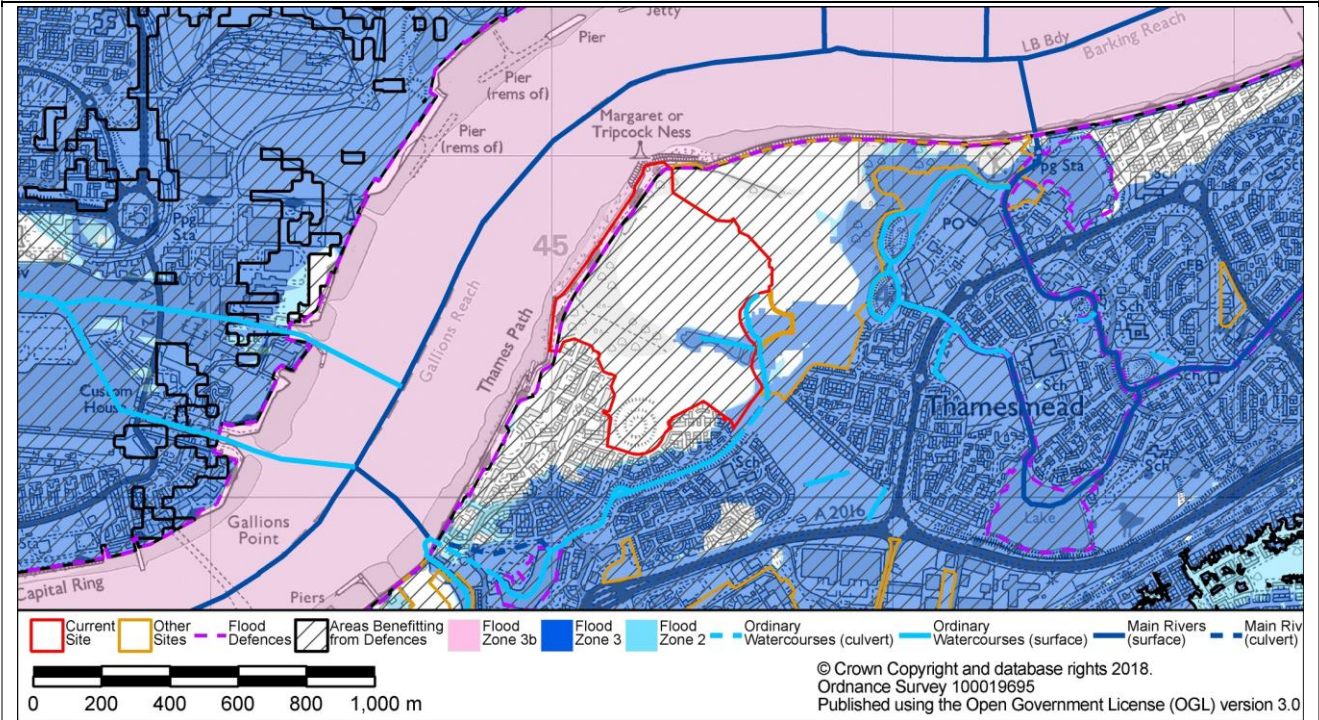 Jetty
Pier
Pier
(rems of)
LB Bdy
Barking Reach
Margaret or
Tripcock Ness
Pier
(rems of)
Sch
Ppg Sta
Sch
Ppg
Sta
PO
45
FB
Gallions Reach
Thames Path
Sch
Sch
Custom
House
Thamesmead
Sch
Sch
A 2016
Lake
Gallions
Point
Sta
Capital Ring
Piers
Current
Site
Other
Sites
Flood
Defences
Areas Benefitting
from Defences
Flood
Zone 3b
Flood
Zone 3
Flood
Zone 2
Ordinary
Watercourses (culvert)
Ordinary
Watercourses (surface)
Main Rivers
(surface)
Main Riv
(culvert)
0 200 400 600 800 1,000 m
© Crown Copyright and database rights 2018.
Ordnance Survey 100019695
Published using the Open Government License (OGL) version 3.0